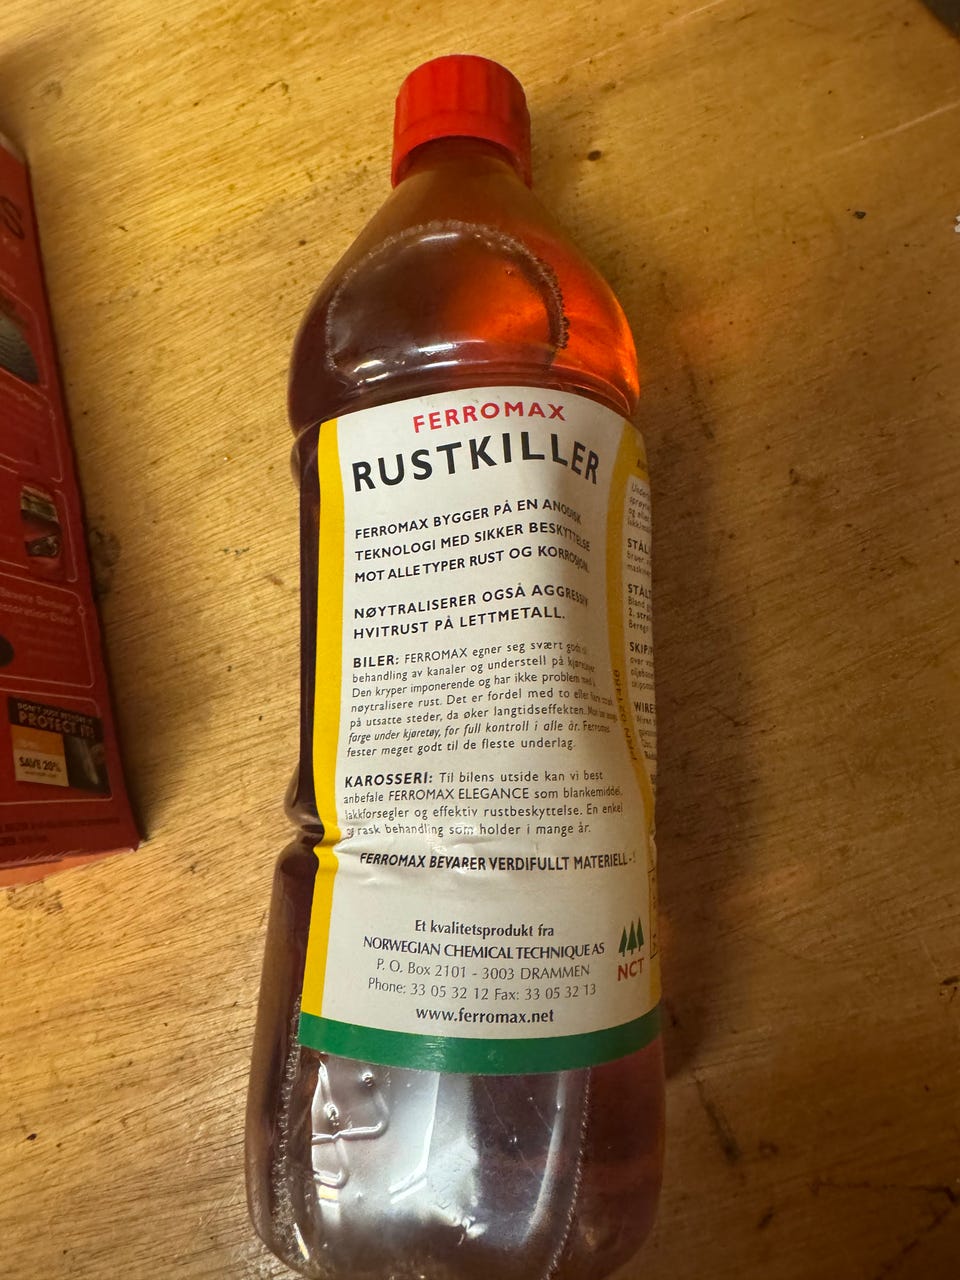 FERROMAX
RUSTKILLER
FERROMAX BYGGER PÅ EN ANODISK
TEKNOLOGI MED SIKKER BESKYTTELSE
MOT ALLE TYPER RUST OG KORROSJON.
NØYTRALISERER OGSÅ AGGRESSIV
HVITRUST PÅ LETTMETALL.
BILER: FERROMAX egner seg svært godt til
behandling av kanaler og understell på kjøretøyer.
Den kryper imponerende og har ikke problem med å
nøytralisere rust. Det er fordel med to eller flere strøk
på utsatte steder, da øker langtidseffekten.
farge under kjøretøy, for full kontroll i alle år. Ferromax
fester meget godt til de fleste underlag.
KAROSSERI: Til bilens utside kan vi best
anbefale FERROMAX ELEGANCE som blankemiddel,
lakkforsegler og effektiv rustbeskyttelse. En enkel
og rask behandling som holder i mange år.
FERROMAX BEVARER VERDIFULLT MATERIELL - !
Et kvalitetsprodukt fra
NORWEGIAN CHEMICAL TECHNIQUE AS
P. O. Box 2101 - 3003 DRAMMEN
Phone: 33 05 32 12 Fax: 33 05 32 13
www.ferromax.net
NCT
STÅL
STÅLT
SKIP/
WIRE
PROTECT IT!
SAVE 20%